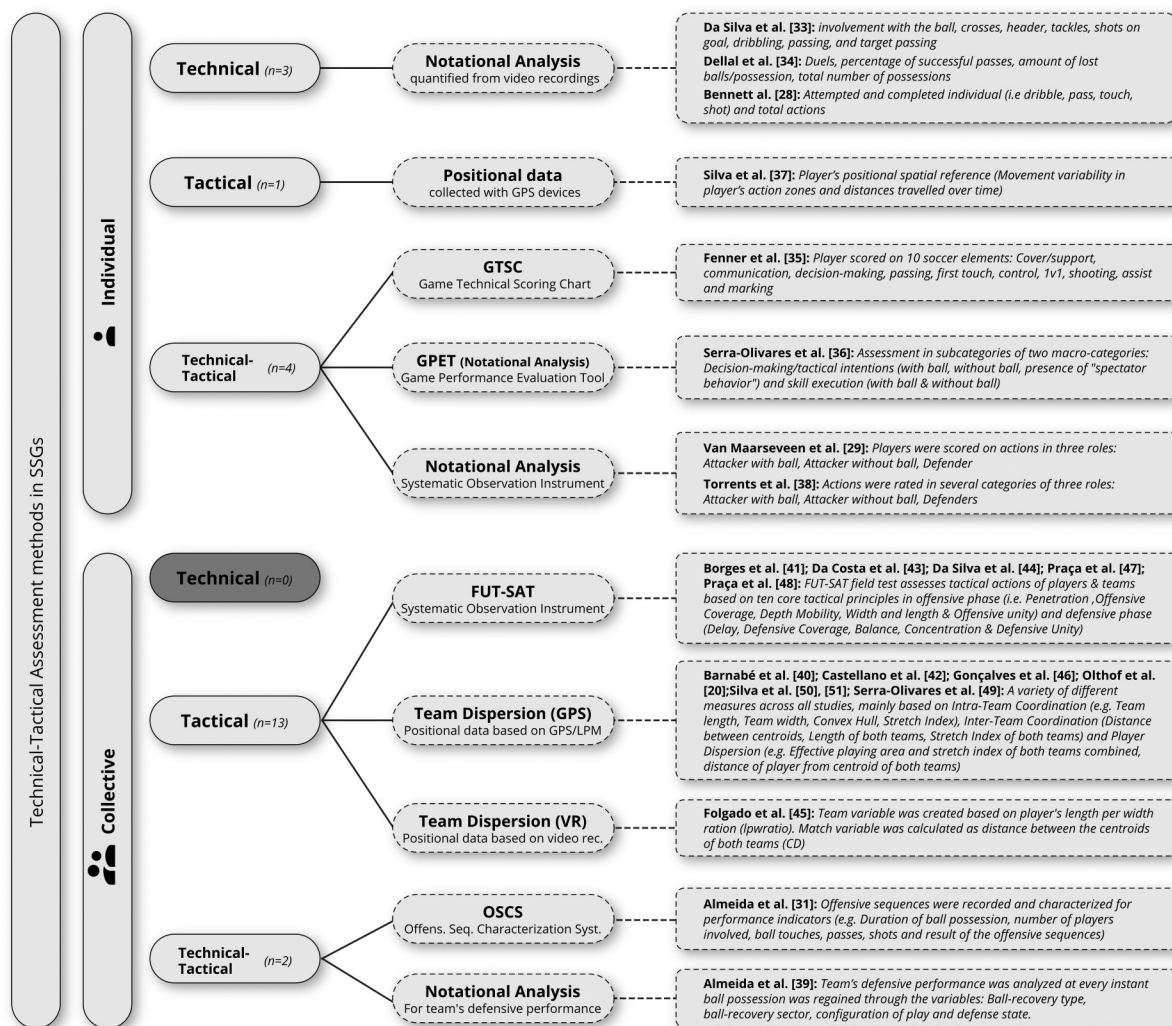 Technical-Tactical Assessment methods in SSGs
Individual
Technical (n=3)
Notational Analysis
quantified from video recordings
Da Silva et al. [33]: involvement with the ball, crosses, header, tackles, shots on
goal, dribbling, passing, and target passing
Dellal et al. [34]: Duels, percentage of successful passes, amount of lost
balls/possession, total number of possessions
Bennett al. [28]: Attempted and completed individual (i.e dribble, pass, touch,
shot) and total actions
Tactical (n=1)
Positional data
collected with GPS devices
Silva et al. [37]: Player's positional spatial reference (Movement variability in
player's action zones and distances travelled over time)
Technical-
Tactical (n=4)
GTSC
Game Technical Scoring Chart
Fenner et al. [35]: Player scored on 10 soccer elements: Cover/support,
communication, decision-making, passing, first touch, control, 1v1, shooting, assist
and marking
GPET (Notational Analysis)
Game Performance Evaluation Tool
Serra-Olivares et al. [36]: Assessment in subcategories of two macro-categories:
Decision-making/tactical intentions (with ball, without ball, presence of "spectator
behavior") and skill execution (with ball & without ball)
Notational Analysis
Systematic Observation Instrument
Van Maarseveen et al. [29]: Players were scored on actions in three roles:
Attacker with ball, Attacker without ball, Defender
Torrents et al. [38]: Actions were rated in several categories of three roles:
Attacker with ball, Attacker without ball, Defenders
Collective
Technical (n=0)
Tactical (n=13)
FUT-SAT
Systematic Observation Instrument
Borges et al. [41]; Da Costa et al. [43]; Da Silva et al. [44]; Praça et al. [47];
Praça et al. [48]: FUT-SAT field test assesses tactical actions of players & teams
based on ten core tactical principles in offensive phase (i.e. Penetration ,Offensive
Coverage, Depth Mobility, Width and length & Offensive unity) and defensive phase
(Delay, Defensive Coverage, Balance, Concentration & Defensive Unity)
Team Dispersion (GPS)
Positional data based on GPS/LPM
Barnabé et al. [40]; Castellano et al. [42]; Gonçalves et al. [46]; Olthof et al.
[20];Silva et al. [50], [51]; Serra-Olivares et al. [49]: A variety of different
measures across all studies, mainly based on Intra-Team Coordination (e.g. Team
length, Team width, Convex Hull, Stretch Index), Inter-Team Coordination (Distance
between centroids, Length of both teams, Stretch Index of both teams) and Player
Dispersion (e.g. Effective playing area and stretch index of both teams combined,
distance of player from centroid of both teams)
Team Dispersion (VR)
Positional data based on video rec.
Folgado et al. [45]: Team variable was created based on player's length per width
ration (lpwratio). Match variable was calculated as distance between the centroids
of both teams (CD)
Technical-
Tactical (n=2)
OSCS
Offens. Seq. Characterization Syst.
Almeida et al. [31]: Offensive sequences were recorded and characterized for
performance indicators (e.g. Duration of ball possession, number of players
involved, ball touches, passes, shots and result of the offensive sequences)
Notational Analysis
For team's defensive performance
Almeida et al. [39]: Team's defensive performance was analyzed at every instant
ball possession was regained through the variables: Ball-recovery type,
ball-recovery sector, configuration of play and defense state.